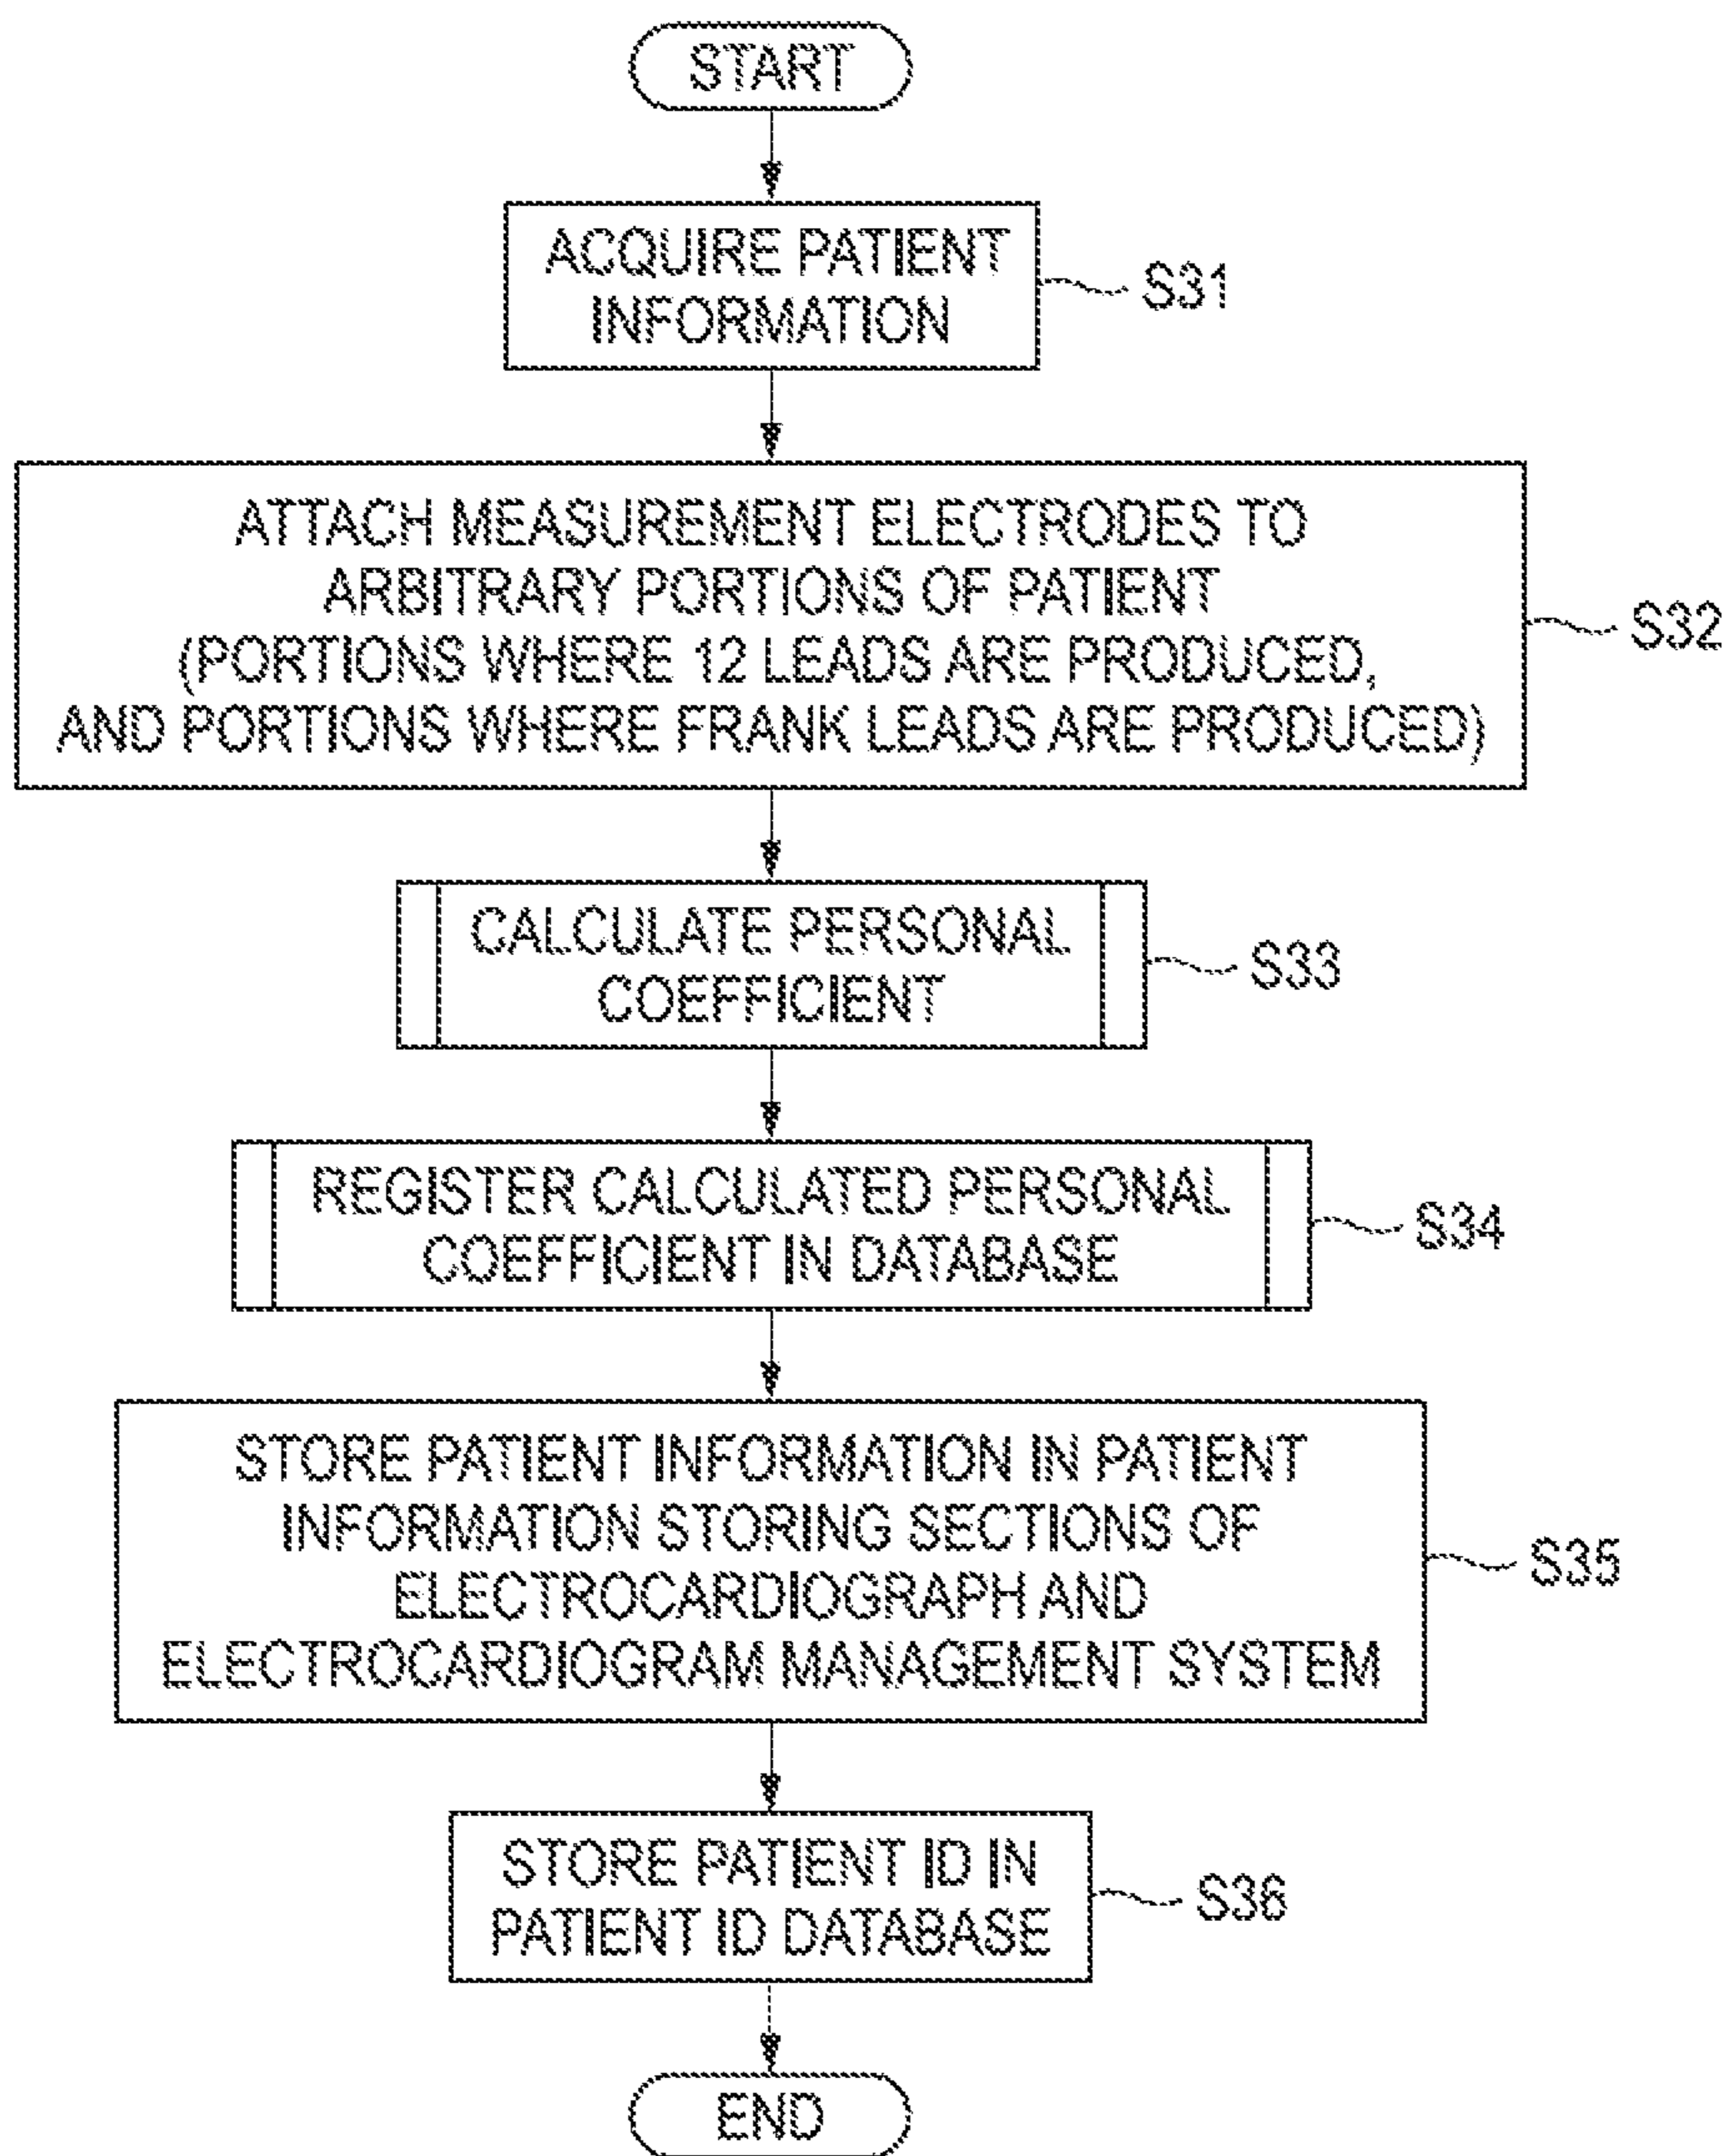 START
ACQUIRE PATIENT
INFORMATION
S31
ATTACH MEASUREMENT ELECTRODES TO
ARBITRARY PORTIONS OF PATIENT
(PORTIONS WHERE 12 LEADS ARE PRODUCED,
AND PORTIONS WHERE FRANK LEADS ARE PRODUCED)
S32
CALCULATE PERSONAL
COEFFICIENT
S33
REGISTER CALCULATED PERSONAL
COEFFICIENT IN DATABASE
S34
STORE PATIENT INFORMATION IN PATIENT
INFORMATION STORING SECTIONS OF
ELECTROCARDIOGRAPH AND
ELECTROCARDIOGRAM MANAGEMENT SYSTEM
S35
STORE PATIENT ID IN
PATIENT ID DATABASE
S36
END